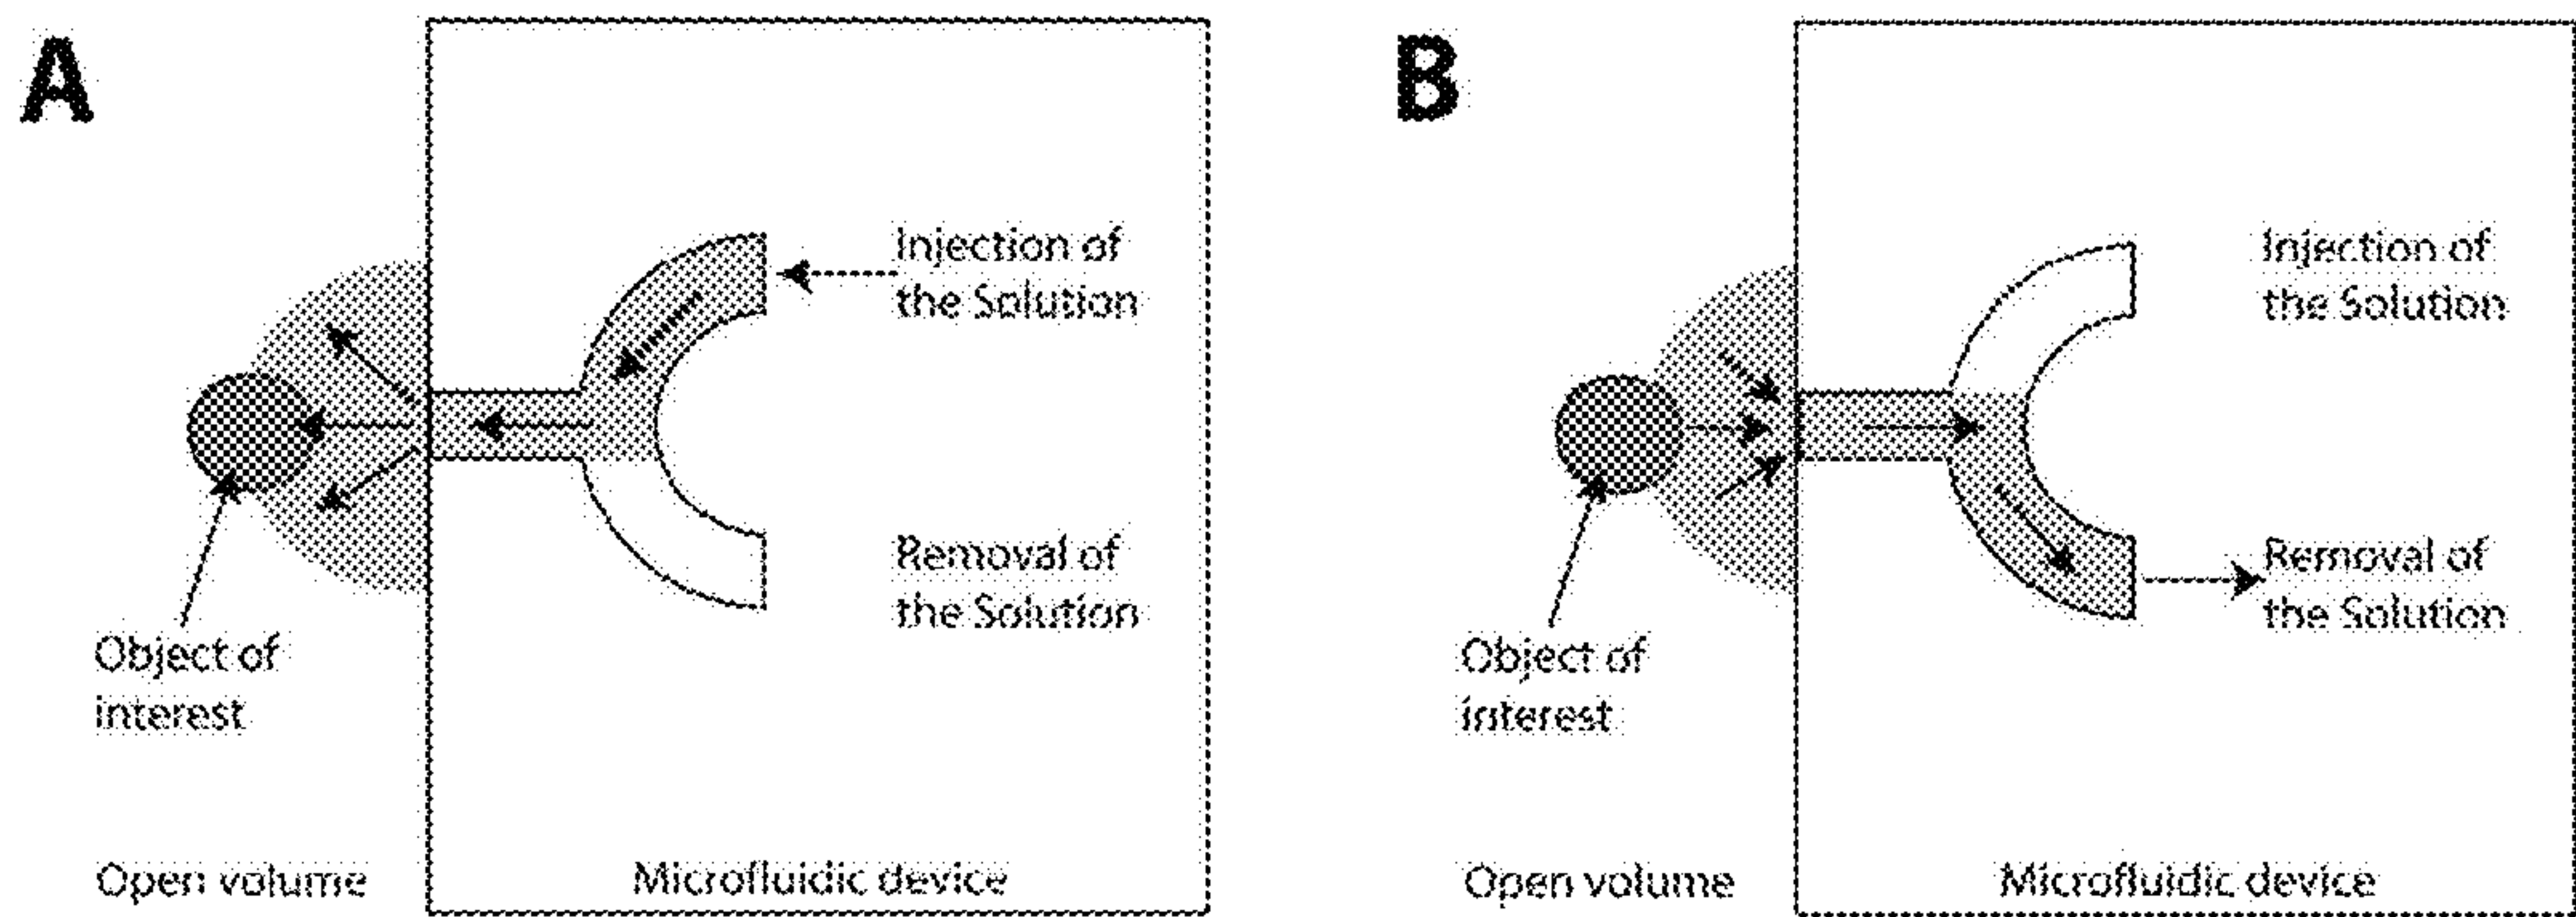 A
Injection of
the Solution
Removal of
the Solution
Object of
interest
Open volume
Microfluidic device
B
Injection of
the Solution
Removal of
the Solution
Object of
interest
Open volume
Microfluidic device